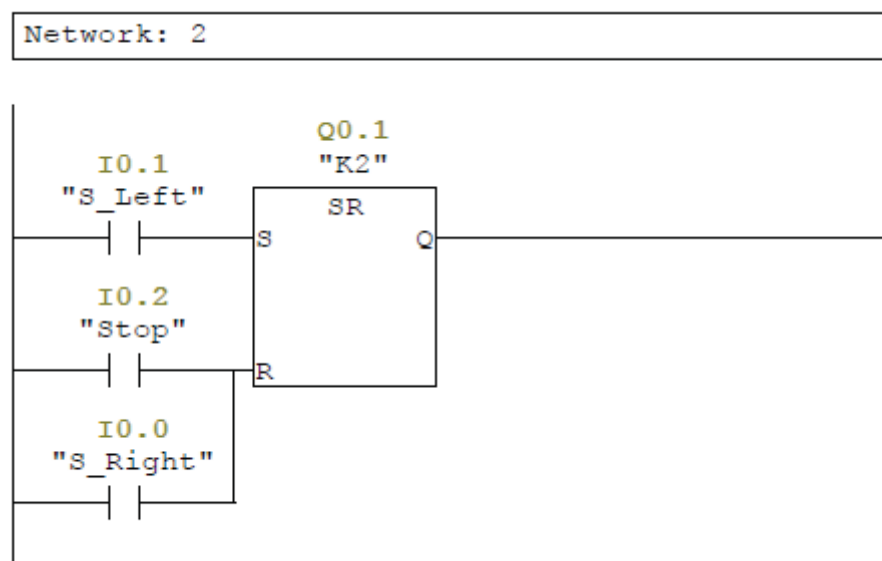 Network: 2
Q0.1
"K2"
I0.1
"S_Left"
SR
S
Q
I0.2
"Stop"
R
I0.0
"S_Right"